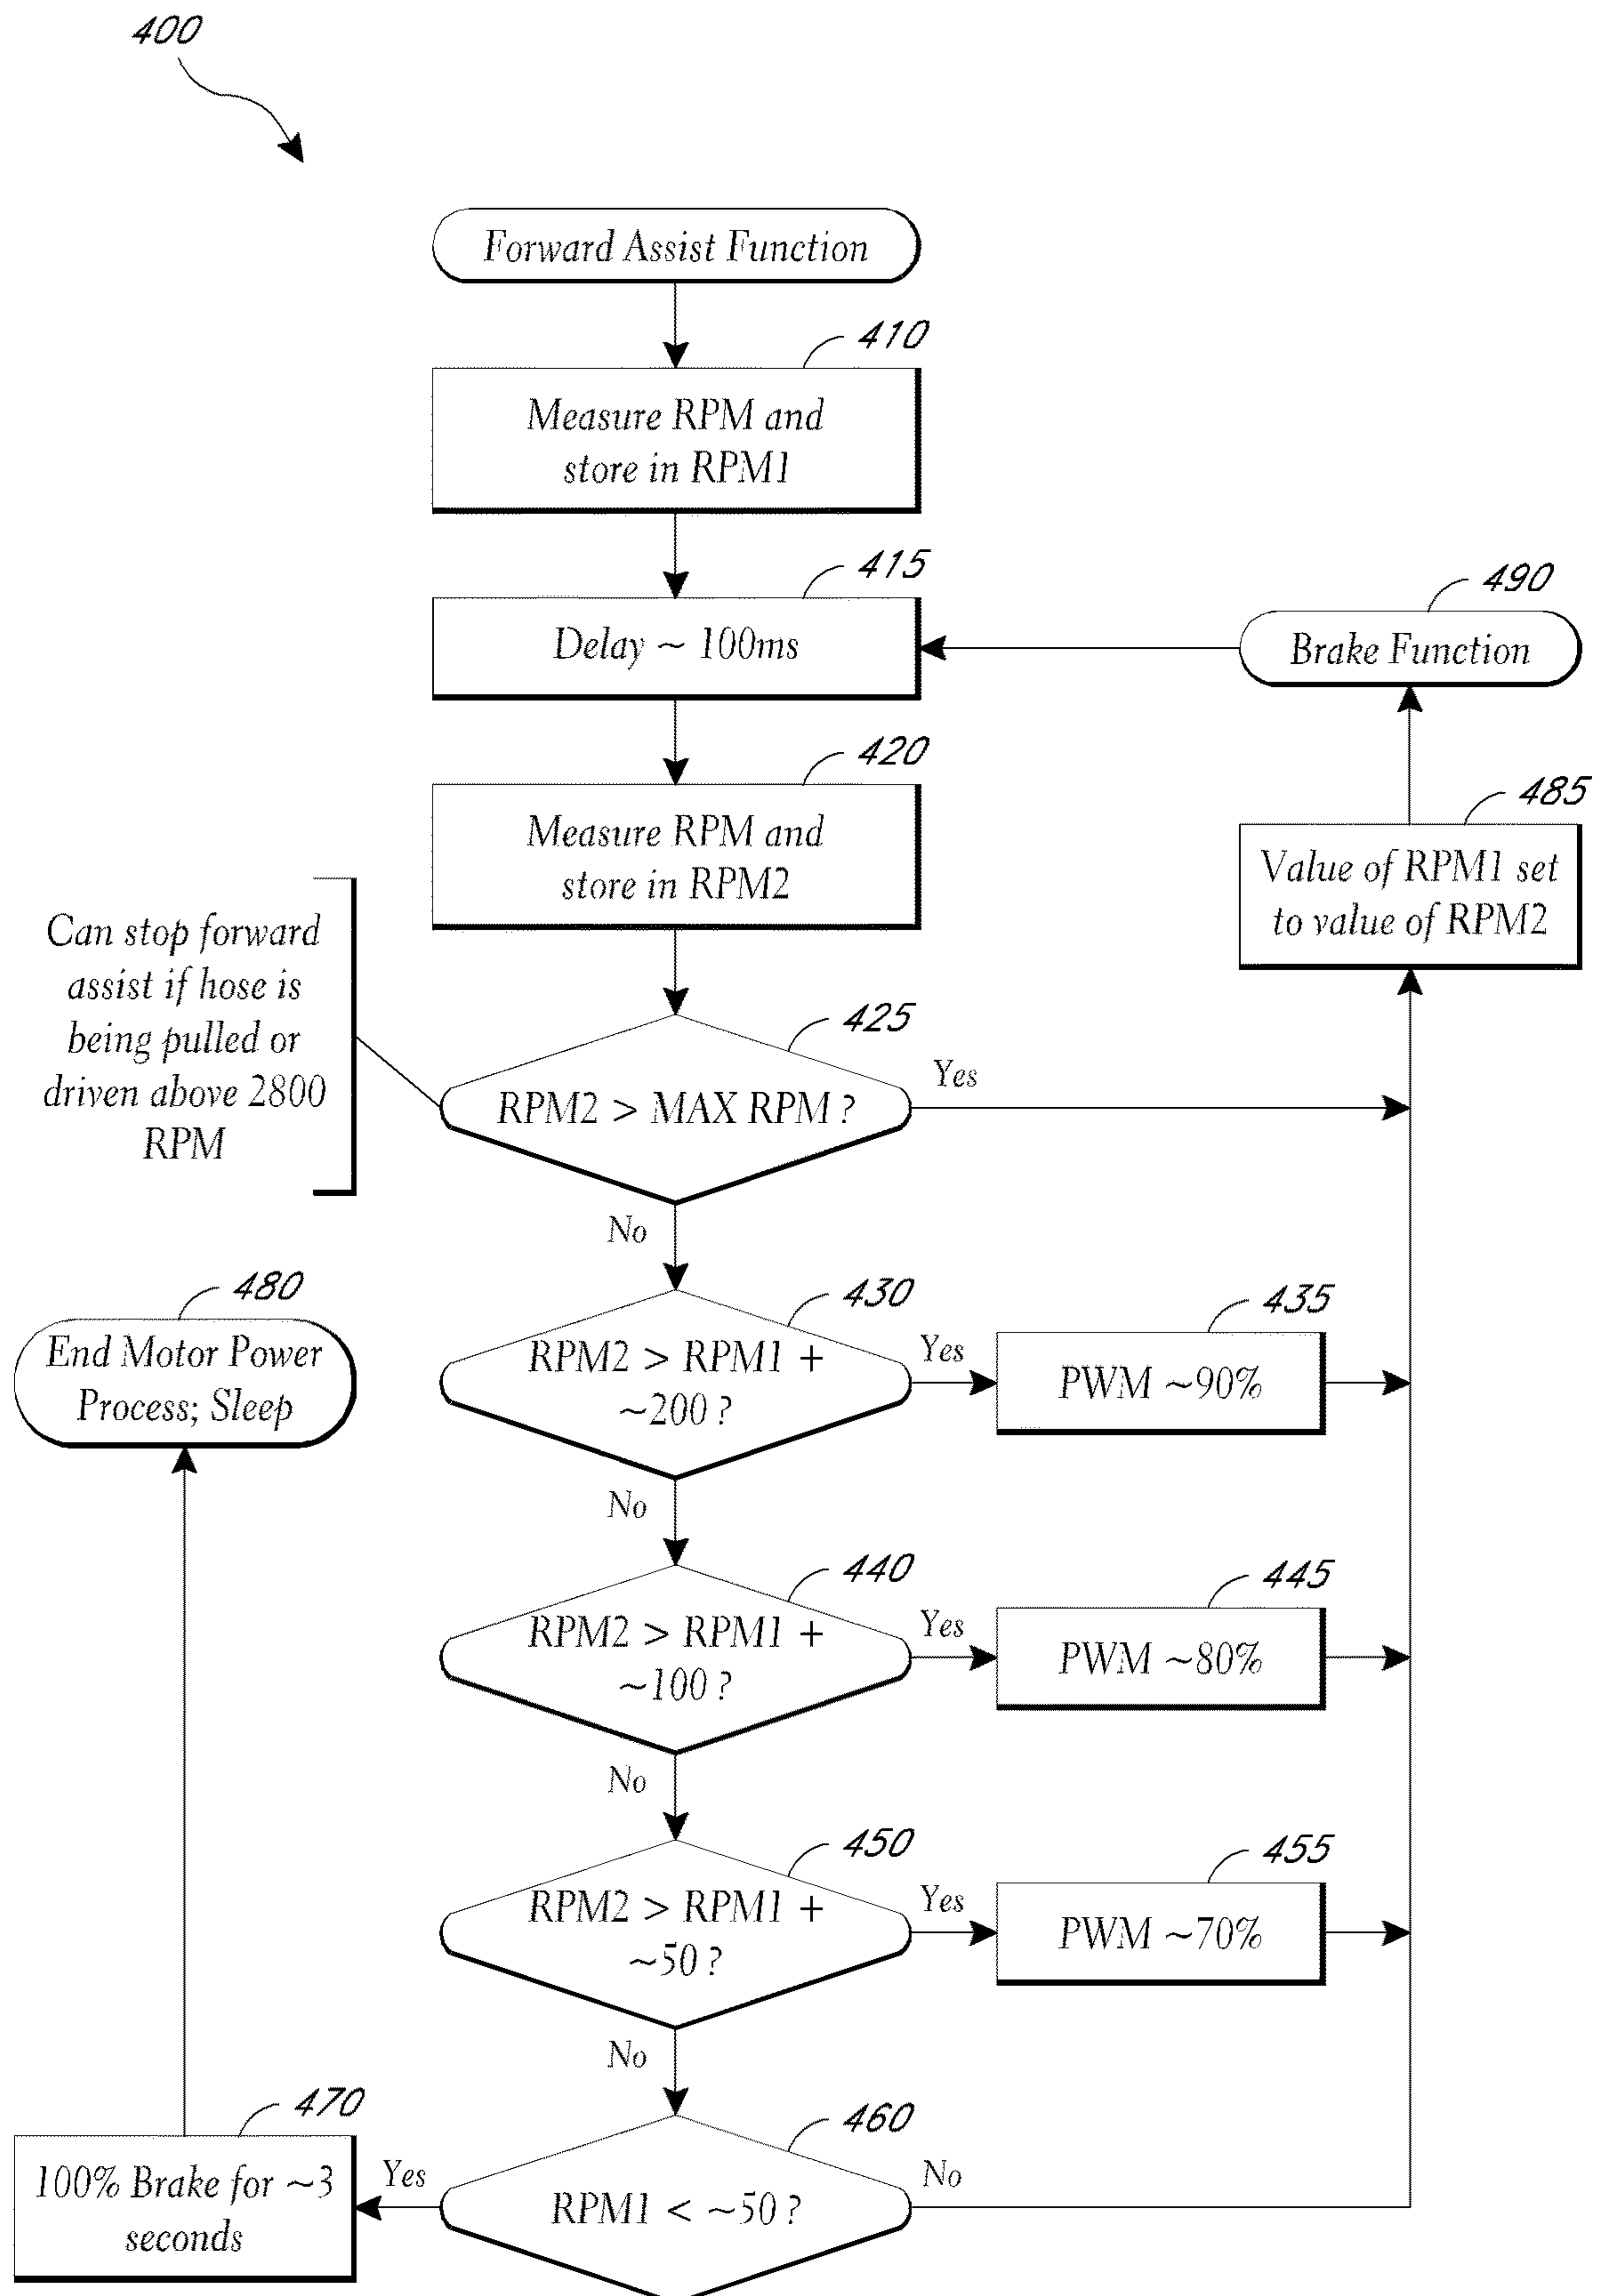 400
Forward Assist Function
410
Measure RPM and
store in RPM1
415
Delay ~ 100ms
490
Brake Function
420
Measure RPM and
store in RPM2
485
Value of RPM1 set
to value of RPM2
Can stop forward
assist if hose is
being pulled or
driven above 2800
RPM
425
RPM2 > MAX RPM ?
Yes
No
480
End Motor Power
Process; Sleep
430
RPM2 > RPM1 +
~200 ?
Yes
435
PWM ~90%
No
440
RPM2 > RPM1 +
~100 ?
Yes
445
PWM ~80%
No
450
RPM2 > RPM1 +
~50 ?
Yes
455
PWM ~70%
No
470
100% Brake for ~3
seconds
Yes
460
RPM1 < ~50 ?
No